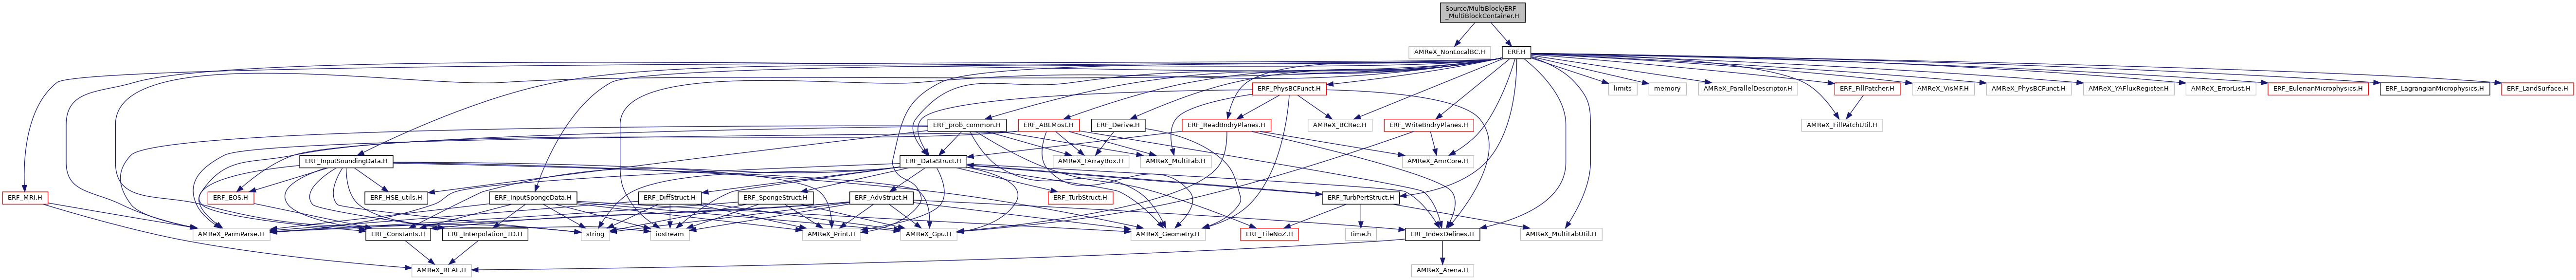 Source/MultiBlock/ERF
_MultiBlockContainer.H
AMReX_NonLocalBC.H
ERF.H
ERF_PhysBCFunct.H
limits
memory
AMReX_ParallelDescriptor.H
ERF_FillPatcher.H
AMReX_VisMF.H
AMReX_PhysBCFunct.H
AMReX_YAFluxRegister.H
AMReX_ErrorList.H
ERF_EulerianMicrophysics.H
ERF_LagrangianMicrophysics.H
ERF_LandSurface.H
ERF_prob_common.H
ERF_ABLMost.H
ERF_Derive.H
ERF_ReadBndryPlanes.H
AMReX_BCRec.H
ERF_WriteBndryPlanes.H
AMReX_FillPatchUtil.H
ERF_InputSoundingData.H
ERF_DataStruct.H
AMReX_FArrayBox.H
AMReX_MultiFab.H
AMReX_AmrCore.H
ERF_MRI.H
ERF_EOS.H
ERF_HSE_utils.H
ERF_InputSpongeData.H
ERF_DiffStruct.H
ERF_SpongeStruct.H
ERF_AdvStruct.H
ERF_TurbStruct.H
ERF_TurbPertStruct.H
AMReX_ParmParse.H
ERF_Constants.H
ERF_Interpolation_1D.H
string
iostream
AMReX_Print.H
AMReX_Gpu.H
AMReX_Geometry.H
ERF_TileNoZ.H
time.h
ERF_IndexDefines.H
AMReX_MultiFabUtil.H
AMReX_REAL.H
AMReX_Arena.H